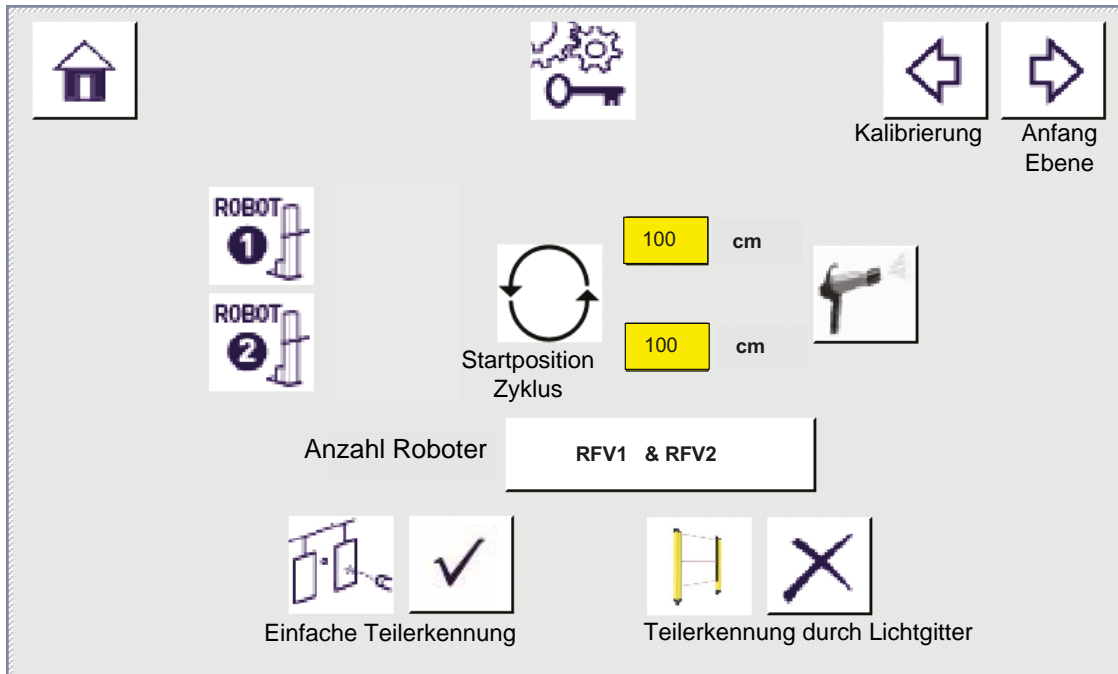 Kalibrierung
Anfang
Ebene
ROBOT
1
100 cm
ROBOT
2
100 cm
Startposition
Zyklus
Anzahl Roboter
RFV1 & RFV2
Einfache Teilerkennung
Teilerkennung durch Lichtgitter